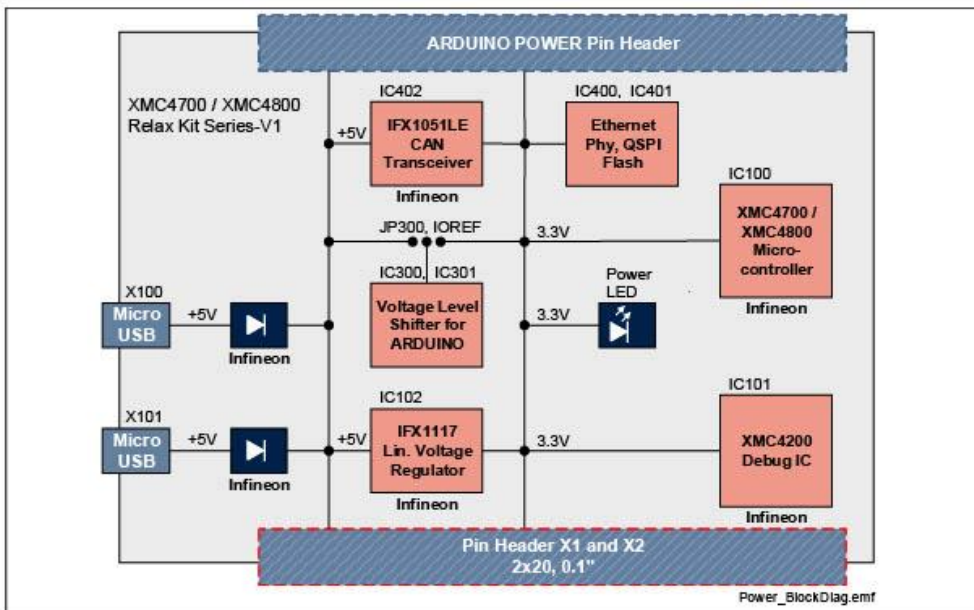 ARDUINO POWER Pin Header
XMC4700 / XMC4800
Relax Kit Series-V1
IC402
+5V
IFX1051LE
CAN
Transceiver
Infineon
IC400, IC401
Ethernet
Phy, QSPI
Flash
IC100
XMC4700 /
XMC4800
Micro-
controller
Infineon
JP300, IOREF
3.3V
IC300, IC301
Voltage Level
Shifter for
ARDUINO
Power
LED
3.3V
X100
Micro
USB
+5V
Infineon
X101
Micro
USB
+5V
Infineon
IC102
+5V
IFX1117
Lin. Voltage
Regulator
Infineon
3.3V
IC101
XMC4200
Debug IC
Infineon
Pin Header X1 and X2
2x20, 0.1"
Power_BlockDiag.emf